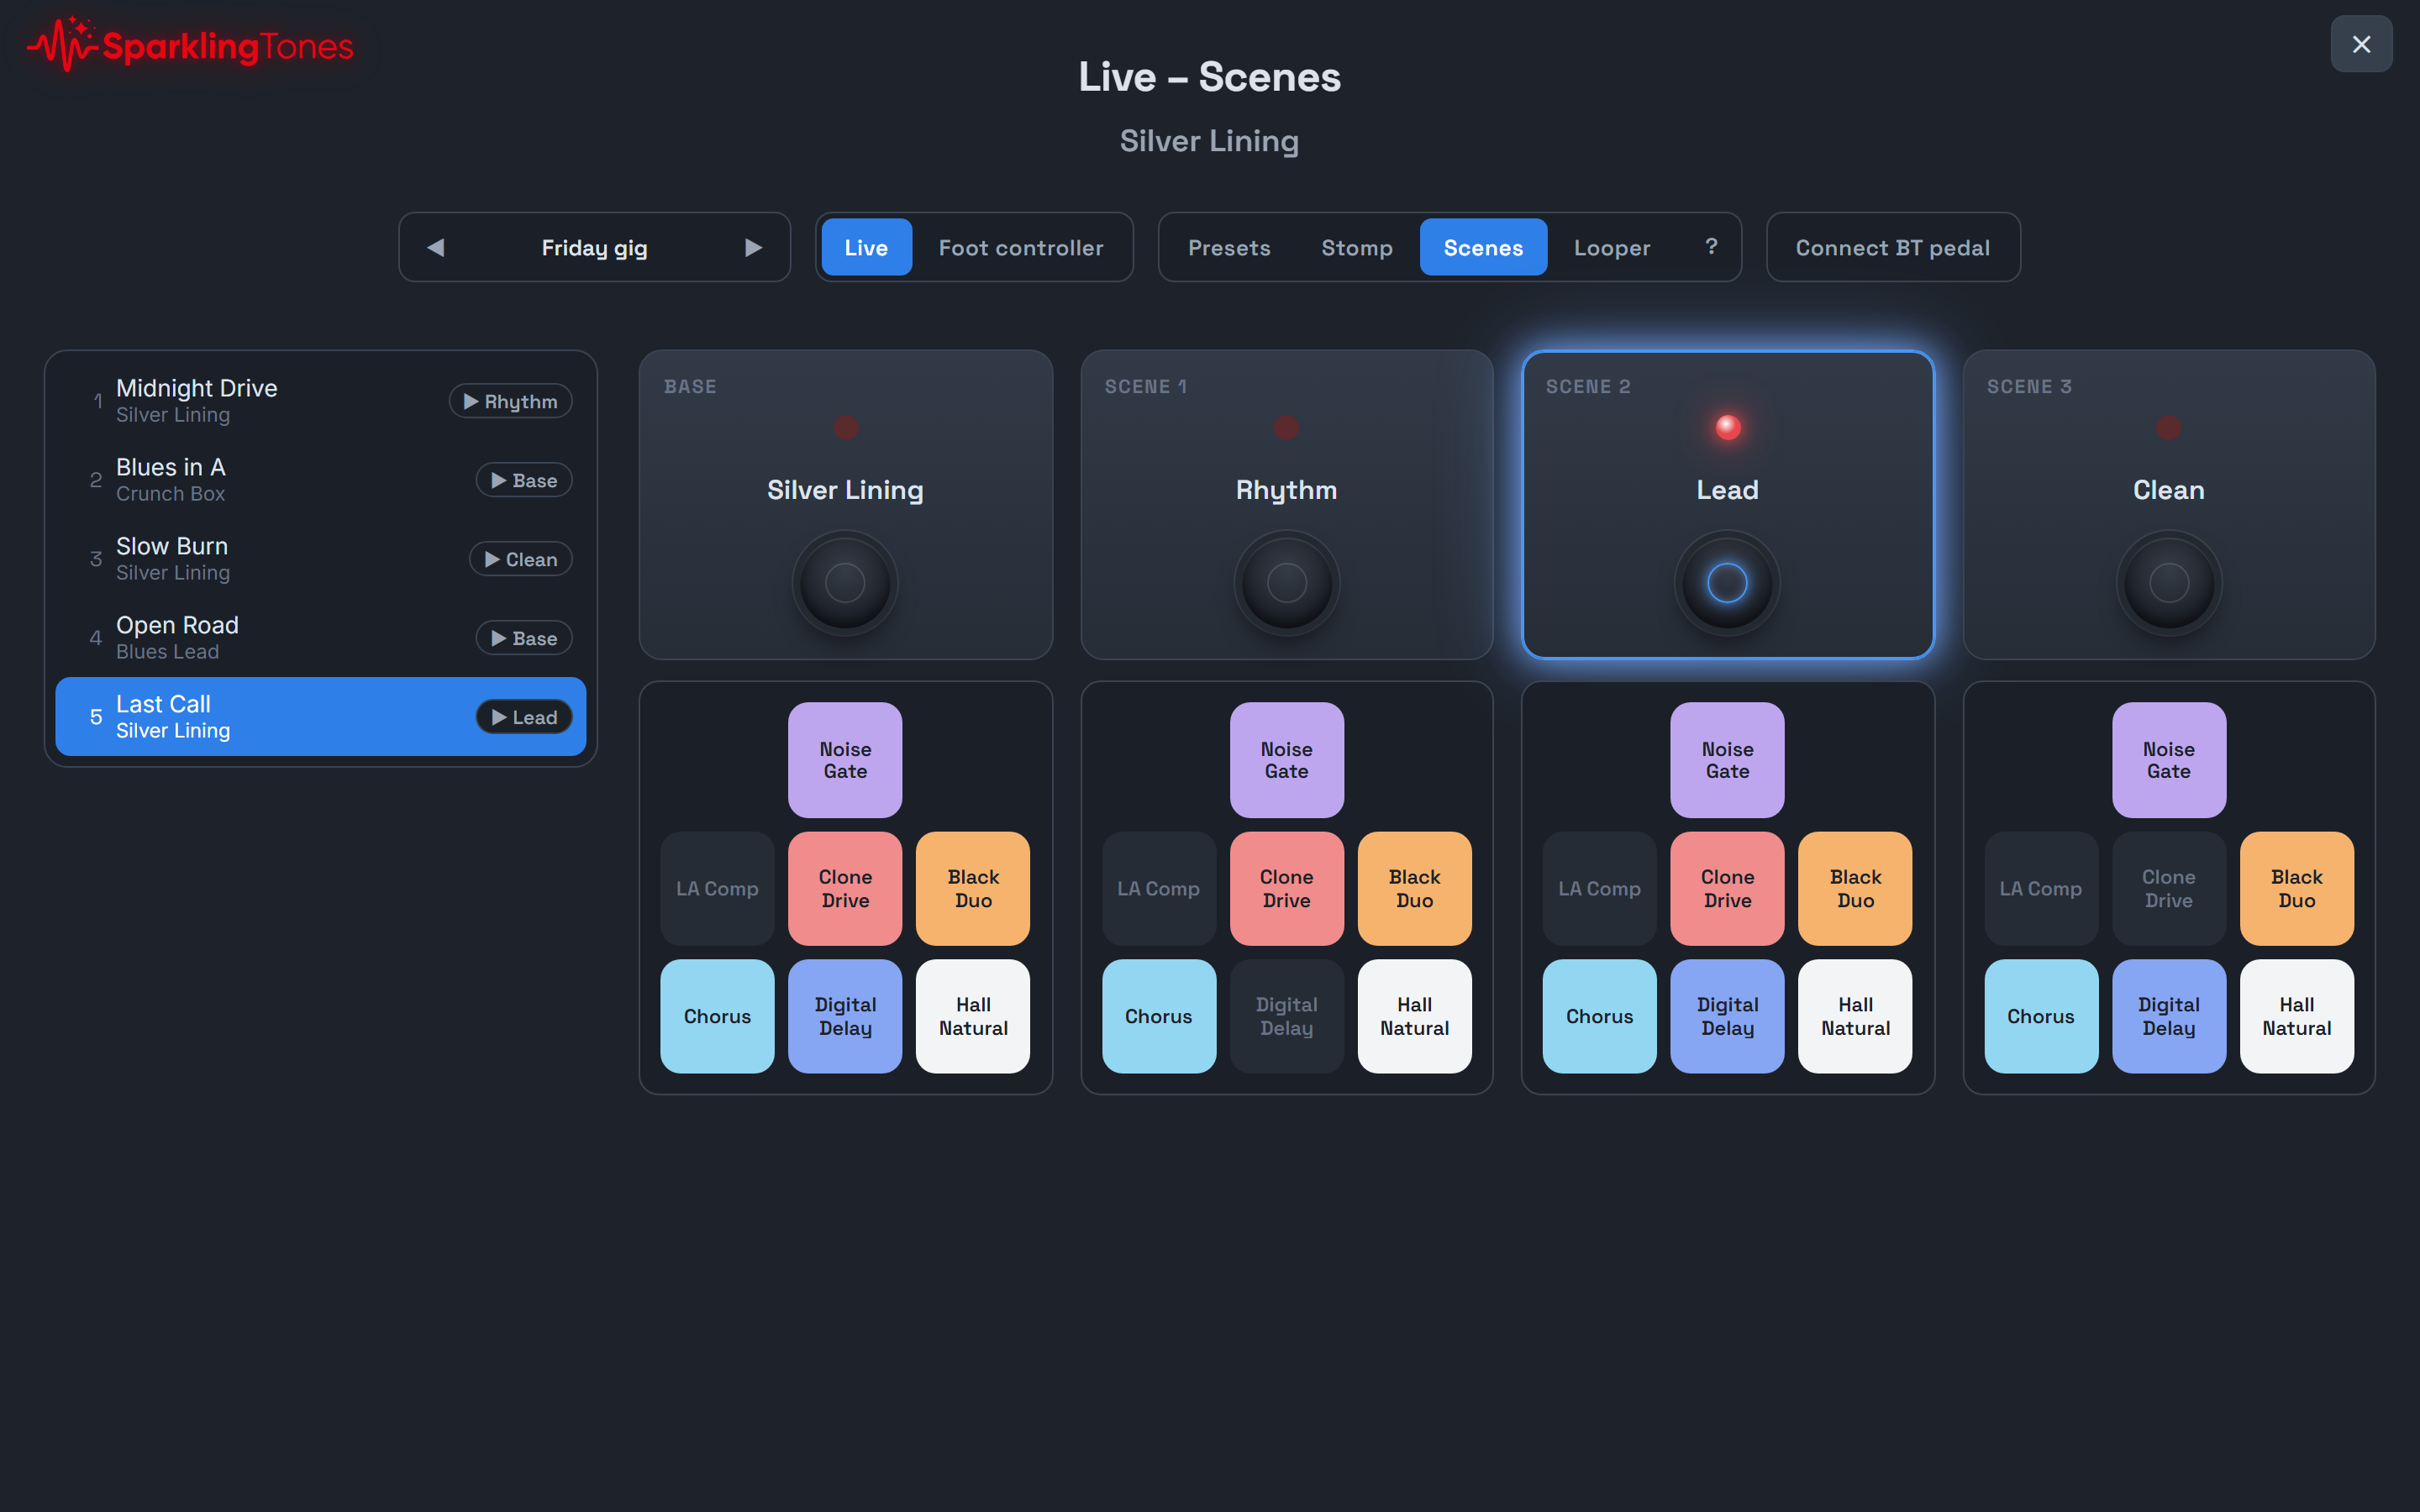 SparklingTones
×
Live – Scenes
Silver Lining
◀ Friday gig ▶
Live Foot controller
Presets Stomp Scenes Looper ?
Connect BT pedal
1 Midnight Drive
Silver Lining
▶ Rhythm
2 Blues in A
Crunch Box
▶ Base
3 Slow Burn
Silver Lining
▶ Clean
4 Open Road
Blues Lead
▶ Base
5 Last Call
Silver Lining
▶ Lead
BASE
Silver Lining
SCENE 1
Rhythm
SCENE 2
Lead
SCENE 3
Clean
Noise
Gate
LA Comp
Clone
Drive
Black
Duo
Chorus
Digital
Delay
Hall
Natural
Noise
Gate
LA Comp
Clone
Drive
Black
Duo
Chorus
Digital
Delay
Hall
Natural
Noise
Gate
LA Comp
Clone
Drive
Black
Duo
Chorus
Digital
Delay
Hall
Natural
Noise
Gate
LA Comp
Clone
Drive
Black
Duo
Chorus
Digital
Delay
Hall
Natural